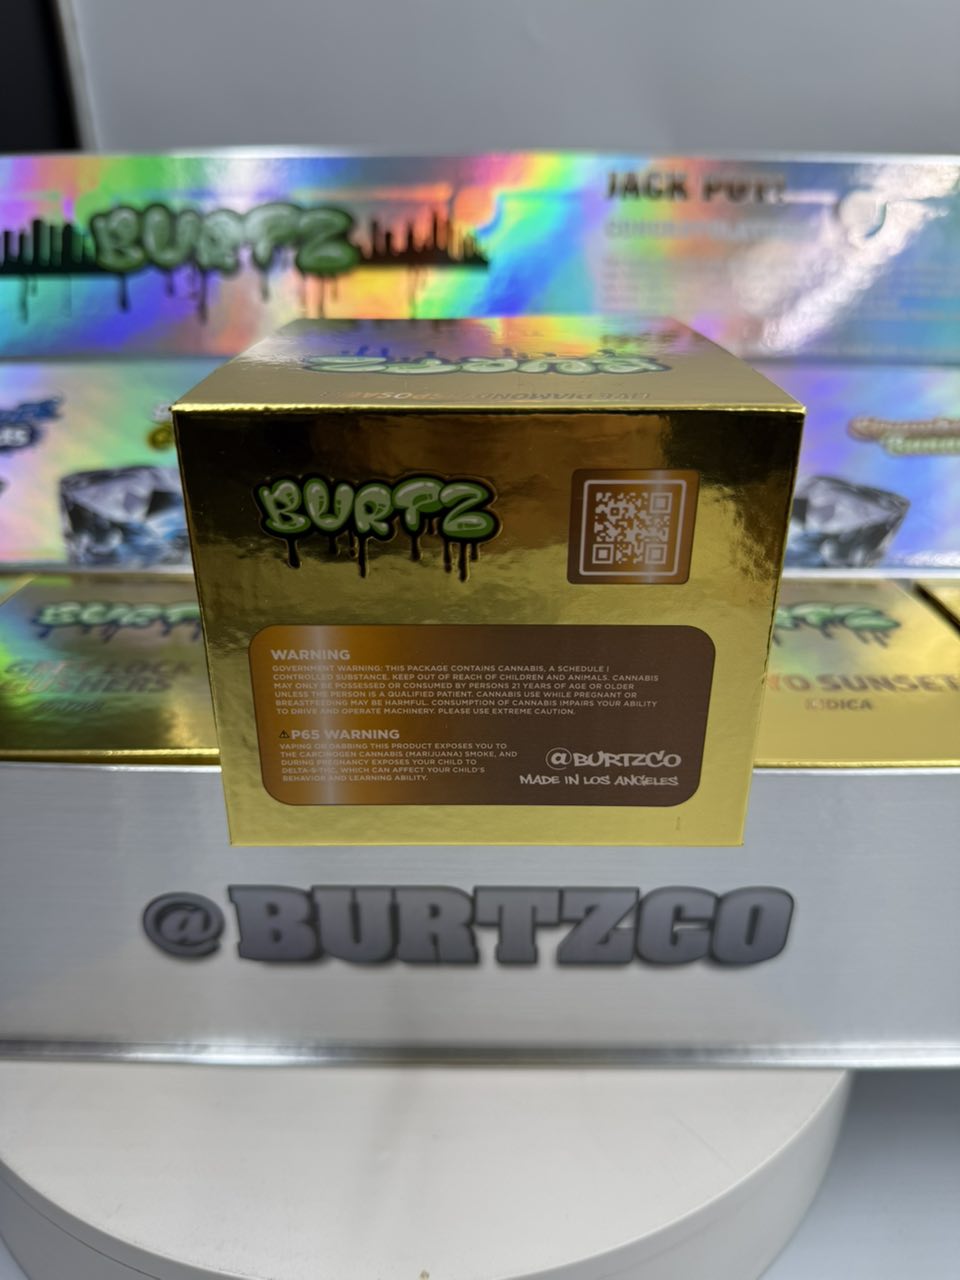 BURTZ
JACK POT!
BURTZ
LIVE DIAMOND
BURTZ
WARNING
GOVERNMENT WARNING: THIS PACKAGE CONTAINS CANNABIS, A SCHEDULE I
CONTROLLED SUBSTANCE. KEEP OUT OF REACH OF CHILDREN AND ANIMALS. CANNABIS
MAY ONLY BE POSSESSED OR CONSUMED BY PERSONS 21 YEARS OF AGE OR OLDER
UNLESS THE PERSON IS A QUALIFIED PATIENT. CANNABIS USE WHILE PREGNANT OR
BREASTFEEDING MAY BE HARMFUL. CONSUMPTION OF CANNABIS IMPAIRS YOUR ABILITY
TO DRIVE AND OPERATE MACHINERY. PLEASE USE EXTREME CAUTION.
⚠P65 WARNING
VAPING OR DABBING THIS PRODUCT EXPOSES YOU TO
THE CARCINOGEN CANNABIS (MARIJUANA) SMOKE, AND
DURING PREGNANCY EXPOSES YOUR CHILD TO
DELTA-9-THC, WHICH CAN AFFECT YOUR CHILD'S
BEHAVIOR AND LEARNING ABILITY.
@BURTZCO
MADE IN LOS ANGELES
BURTZ
BURTZ
SUNSET
INDICA
@BURTZCO